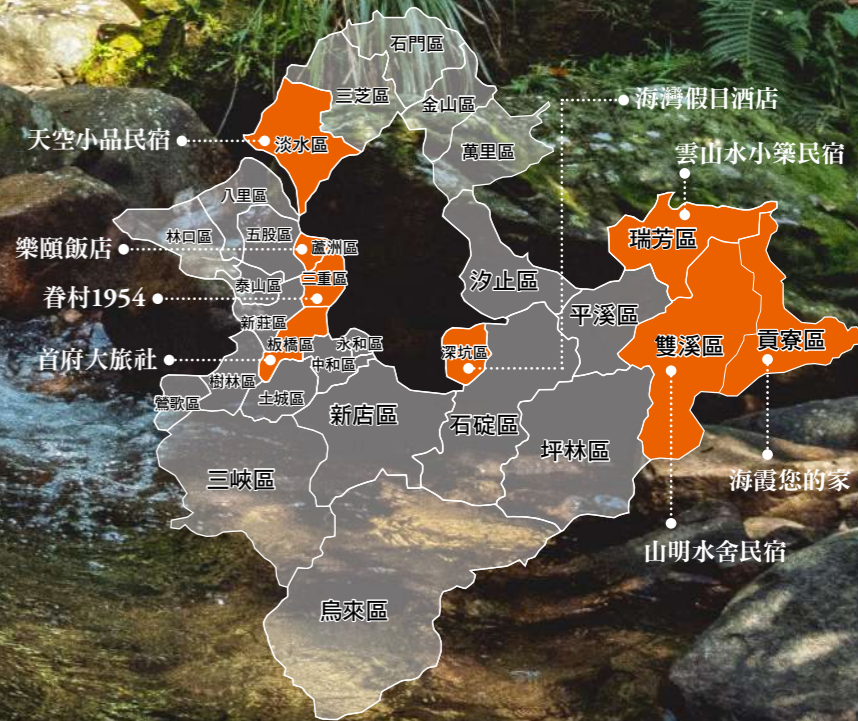 石門區
三芝區
金山區
海灣假日酒店
天空小品民宿
淡水區
萬里區
雲山水小築民宿
八里區
林口區
五股區
蘆洲區
瑞芳區
樂頤飯店
汐止區
泰山區
三重區
眷村1954
平溪區
新莊區
板橋區
永和區
深坑區
雙溪區
貢寮區
首府大旅社
中和區
樹林區
鶯歌區
土城區
新店區
石碇區
坪林區
三峽區
海霞您的家
山明水舍民宿
烏來區